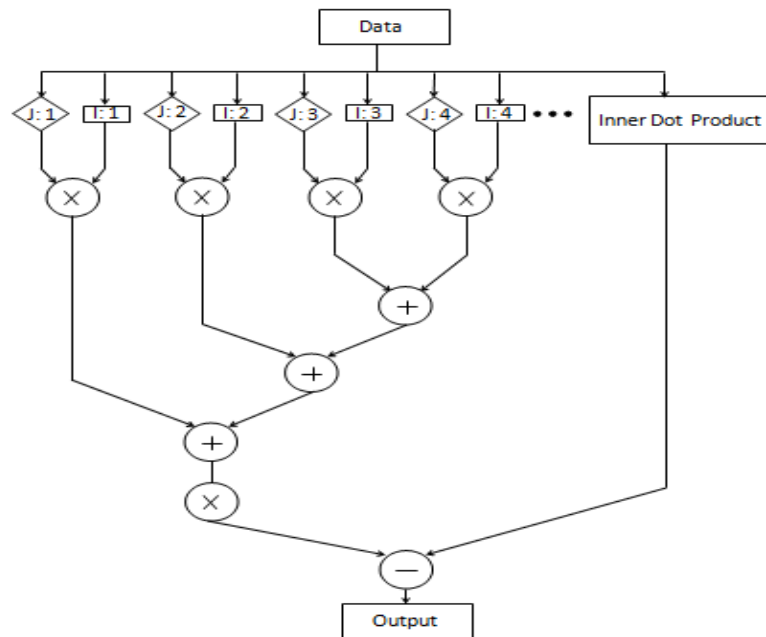 Data
J: 1 I: 1 J: 2 I: 2 J: 3 I: 3 J: 4 I: 4 ••• Inner Dot Product
× × × ×
+
+
+
×
−
Output